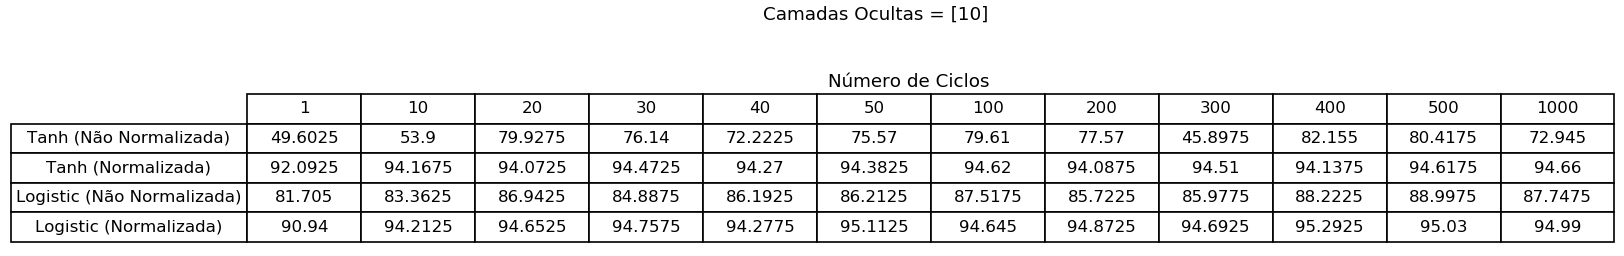 Camadas Ocultas = [10]
Número de Ciclos
1 10 20 30 40 50 100 200 300 400 500 1000
Tanh (Não Normalizada) 49.6025 53.9 79.9275 76.14 72.2225 75.57 79.61 77.57 45.8975 82.155 80.4175 72.945
Tanh (Normalizada) 92.0925 94.1675 94.0725 94.4725 94.27 94.3825 94.62 94.0875 94.51 94.1375 94.6175 94.66
Logistic (Não Normalizada) 81.705 83.3625 86.9425 84.8875 86.1925 86.2125 87.5175 85.7225 85.9775 88.2225 88.9975 87.7475
Logistic (Normalizada) 90.94 94.2125 94.6525 94.7575 94.2775 95.1125 94.645 94.8725 94.6925 95.2925 95.03 94.99